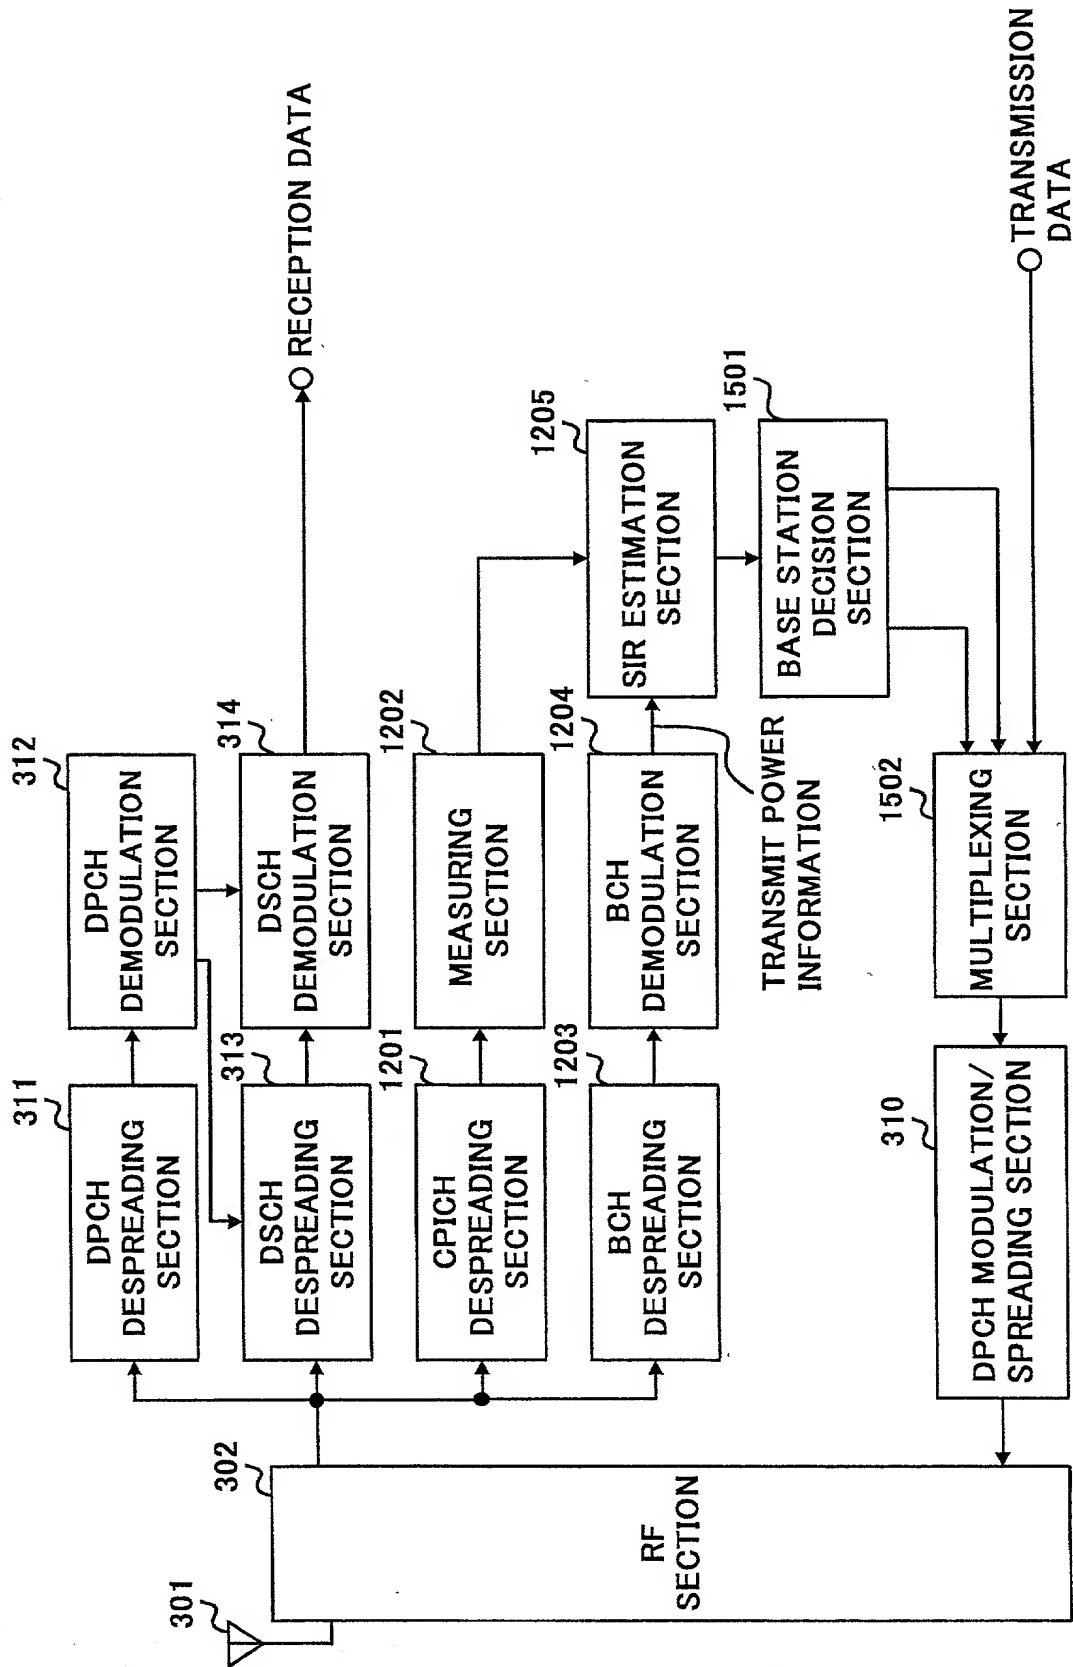 301
302
RF
SECTION
311
DPCH
DESPREADING
SECTION
312
DPCH
DEMODULATION
SECTION
313
DSCH
DESPREADING
SECTION
314
DSCH
DEMODULATION
SECTION
RECEPTION DATA
1201
CPICH
DESPREADING
SECTION
1202
MEASURING
SECTION
1203
BCH
DESPREADING
SECTION
1204
BCH
DEMODULATION
SECTION
TRANSMIT POWER
INFORMATION
1205
SIR ESTIMATION
SECTION
1501
BASE STATION
DECISION
SECTION
310
DPCH MODULATION/
SPREADING SECTION
1502
MULTIPLEXING
SECTION
TRANSMISSION
DATA